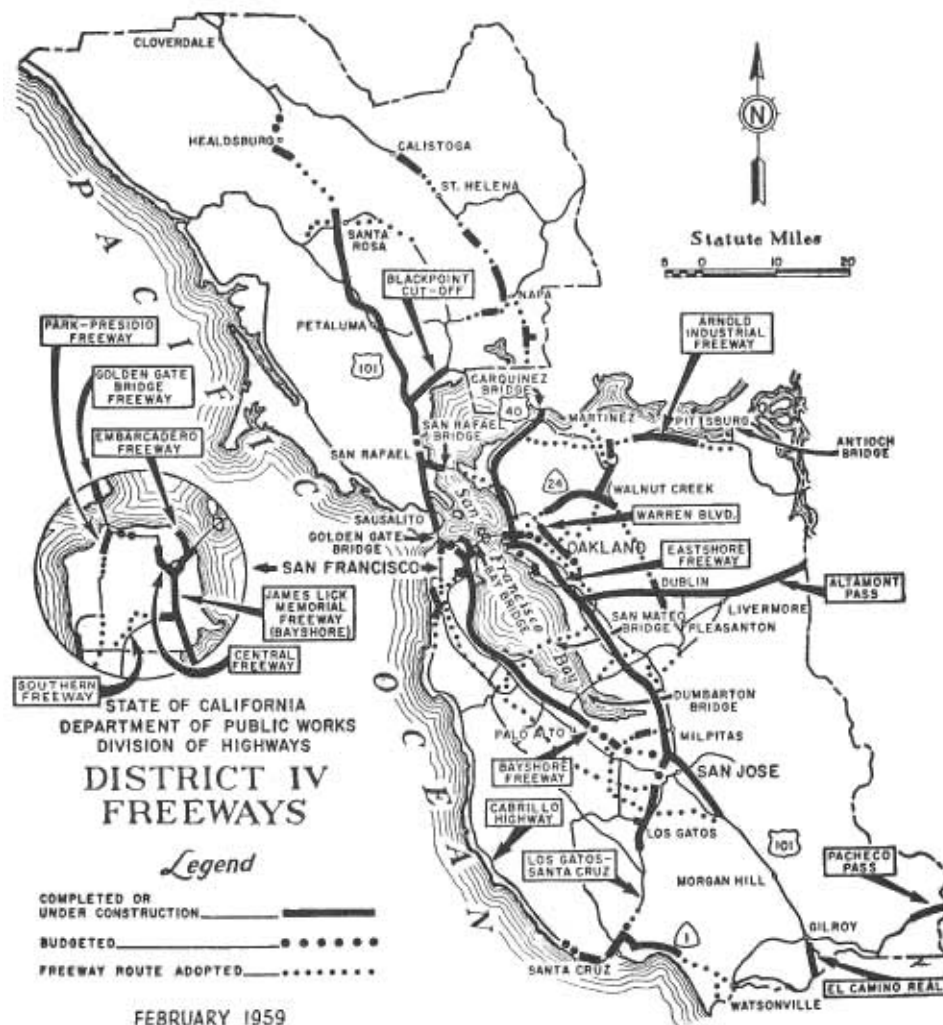 CLOVERDALE
N
HEALDSBURG
CALISTOGA
ST. HELENA
Statute Miles
5 0 10 20
SANTA
ROSA
BLACKPOINT
CUT-OFF
NAPA
PARK-PRESIDIO
FREEWAY
PETALUMA
ARNOLD
INDUSTRIAL
FREEWAY
101
GOLDEN GATE
BRIDGE
FREEWAY
CARQUINEZ
BRIDGE
40
MARTINEZ
PITTSBURG
SAN RAFAEL
BRIDGE
EMBARCADERO
FREEWAY
ANTIOCH
BRIDGE
SAN RAFAEL
24
WALNUT CREEK
SAUSALITO
WARREN BLVD.
GOLDEN GATE
BRIDGE
OAKLAND
EASTSHORE
FREEWAY
SAN FRANCISCO
DUBLIN
ALTAMONT
PASS
BAY
BRIDGE
San Francisco Bay
JAMES LICK
MEMORIAL
FREEWAY
(BAYSHORE)
SAN MATEO
BRIDGE
LIVERMORE
PLEASANTON
CENTRAL
FREEWAY
SOUTHERN
FREEWAY
DUMBARTON
BRIDGE
PALO ALTO
MILPITAS
BAYSHORE
FREEWAY
SAN JOSE
PACIFIC OCEAN
STATE OF CALIFORNIA
DEPARTMENT OF PUBLIC WORKS
DIVISION OF HIGHWAYS
DISTRICT IV
FREEWAYS
CABRILLO
HIGHWAY
LOS GATOS
101
LOS GATOS-
SANTA CRUZ
MORGAN HILL
PACHECO
PASS
Legend
COMPLETED OR
UNDER CONSTRUCTION
BUDGETED
FREEWAY ROUTE ADOPTED
1
GILROY
SANTA CRUZ
EL CAMINO REAL
WATSONVILLE
FEBRUARY 1959